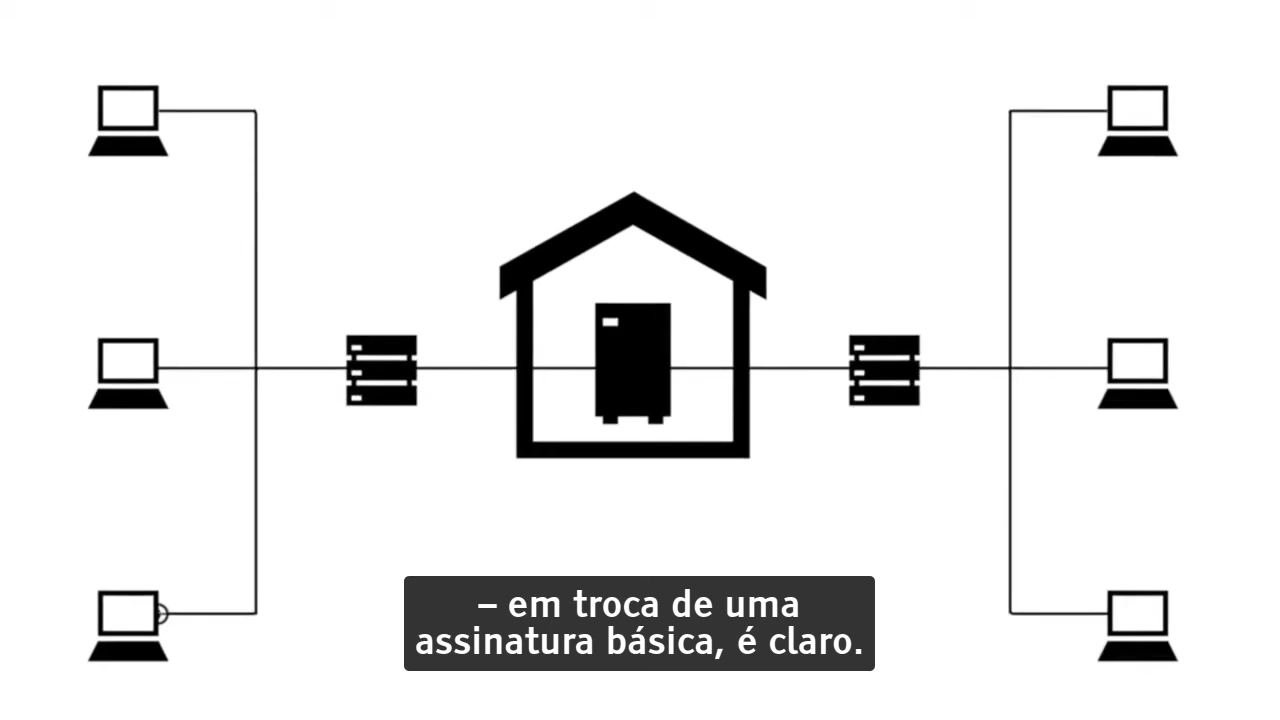 – em troca de uma
assinatura básica, é claro.